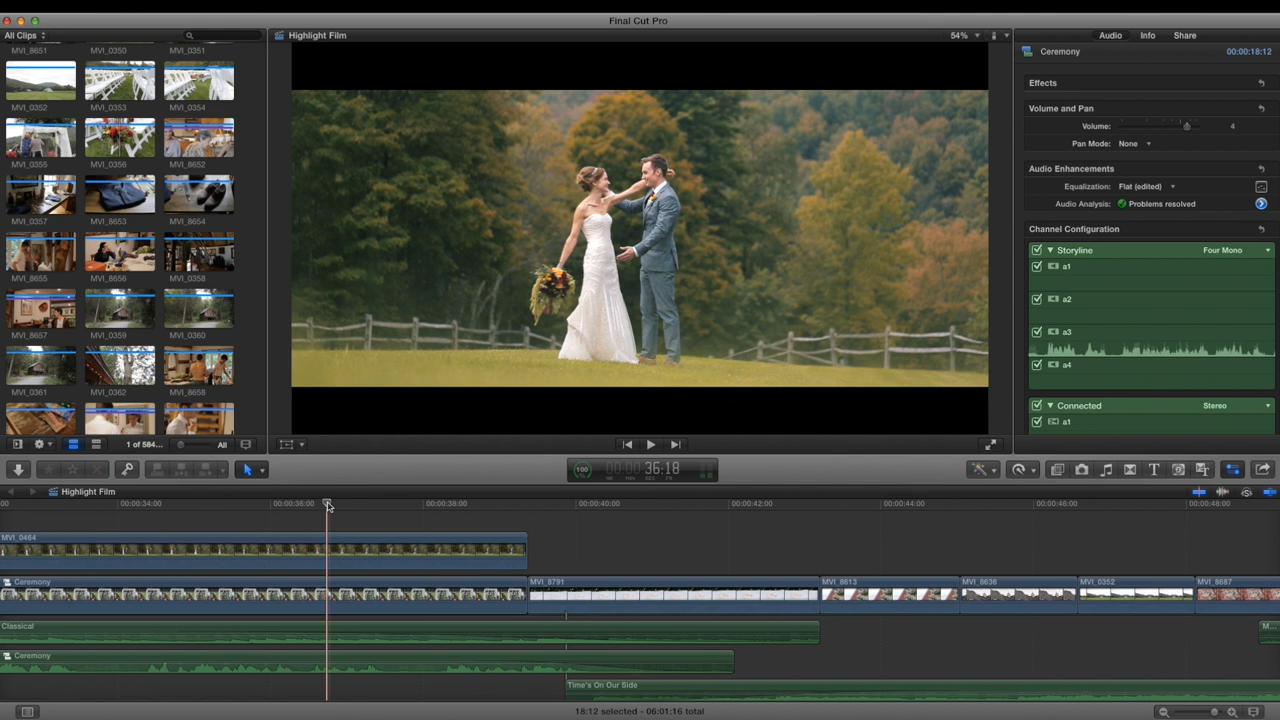 Final Cut Pro
All Clips
Highlight Film
54%
Audio Info Share
MVI_8651 MVI_0350 MVI_0351
Ceremony 00:00:18:12
MVI_0352 MVI_0353 MVI_0354
Effects
Volume and Pan
Volume: 4
Pan Mode: None
MVI_0355 MVI_0356 MVI_8652
Audio Enhancements
Equalization: Flat (edited)
Audio Analysis: Problems resolved
MVI_0357 MVI_8653 MVI_8654
Channel Configuration
Storyline Four Mono
a1
MVI_8655 MVI_8656 MVI_0358
a2
MVI_8657 MVI_0359 MVI_0360
a3
a4
MVI_0361 MVI_0362 MVI_8658
Connected Stereo
a1
1 of 584... All
100 00:00:36:18
HR MIN SEC FR
Highlight Film
00 00:00:34:00 00:00:36:00 00:00:38:00 00:00:40:00 00:00:42:00 00:00:44:00 00:00:46:00 00:00:48:00
MVI_0464
Ceremony MVI_8791 MVI_8613 MVI_8636 MVI_0352 MVI_8687
Classical M...
Ceremony
Time's On Our Side
18:12 selected - 06:01:16 total